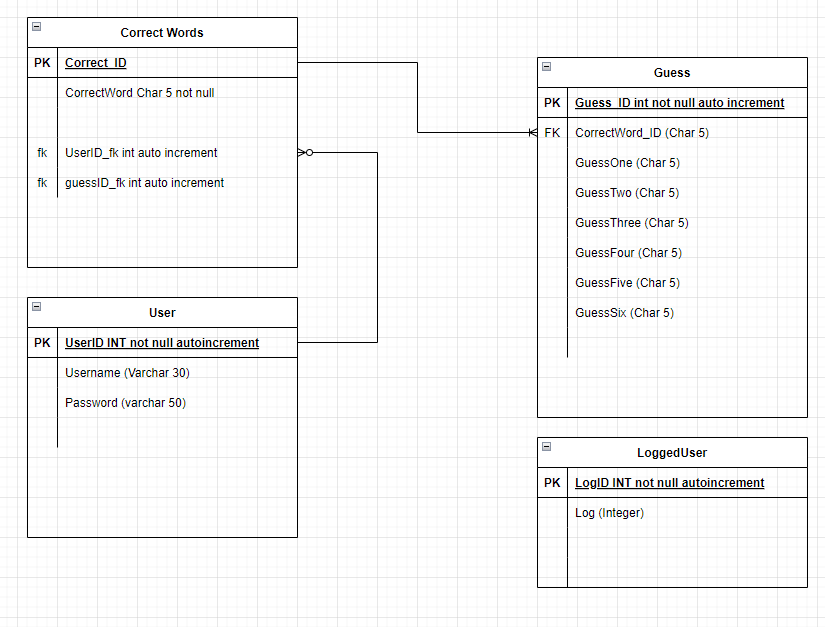 Correct Words
PK Correct_ID
CorrectWord Char 5 not null
fk UserID_fk int auto increment
fk guessID_fk int auto increment
User
PK UserID INT not null autoincrement
Username (Varchar 30)
Password (varchar 50)
Guess
PK Guess_ID int not null auto increment
FK CorrectWord_ID (Char 5)
GuessOne (Char 5)
GuessTwo (Char 5)
GuessThree (Char 5)
GuessFour (Char 5)
GuessFive (Char 5)
GuessSix (Char 5)
LoggedUser
PK LogID INT not null autoincrement
Log (Integer)